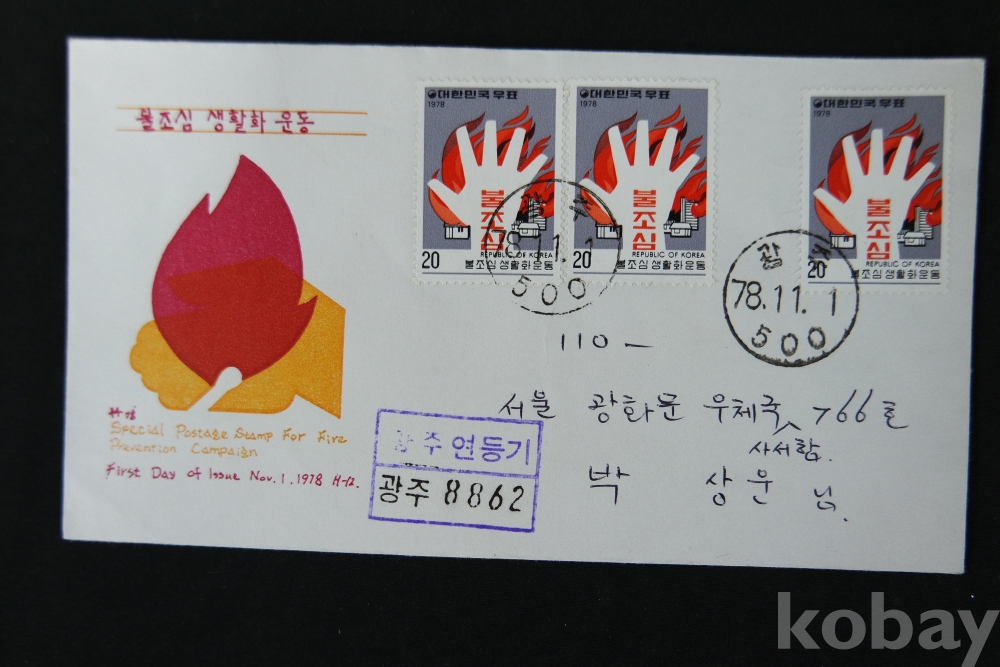 불조심 생활화 운동
Special Postage Stamp For Fire
Prevention Campaign
First Day of Issue Nov. 1. 1978 H-12.
대한민국우표
1978
불조심
REPUBLIC OF KOREA
20 불조심 생활화운동
대한민국우표
1978
불조심
REPUBLIC OF KOREA
20 불조심 생활화운동
대한민국우표
1978
불조심
REPUBLIC OF KOREA
20 불조심 생활화운동
78.11.1
500
78.11.1
500
110 -
서울 광화문 우체국 766호
사서함.
박 상운 님.
광주 연등기
광주 8862
kobay